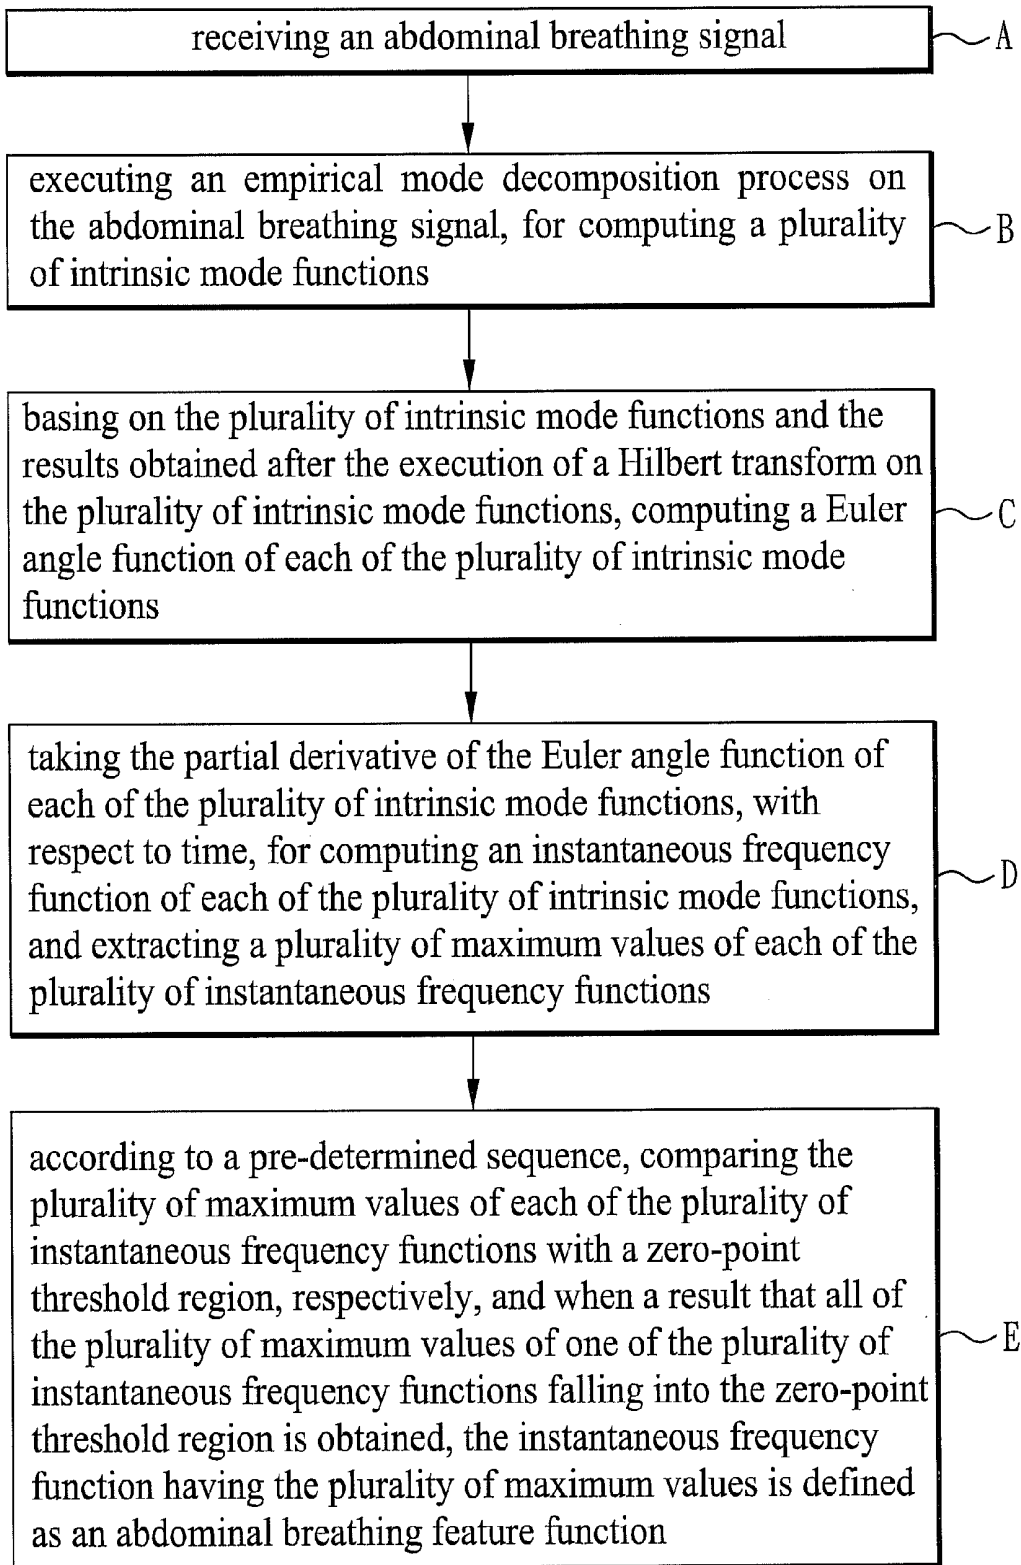 receiving an abdominal breathing signal
A
executing an empirical mode decomposition process on
the abdominal breathing signal, for computing a plurality
of intrinsic mode functions
B
basing on the plurality of intrinsic mode functions and the
results obtained after the execution of a Hilbert transform on
the plurality of intrinsic mode functions, computing a Euler
angle function of each of the plurality of intrinsic mode
functions
C
taking the partial derivative of the Euler angle function of
each of the plurality of intrinsic mode functions, with
respect to time, for computing an instantaneous frequency
function of each of the plurality of intrinsic mode functions,
and extracting a plurality of maximum values of each of the
plurality of instantaneous frequency functions
D
according to a pre-determined sequence, comparing the
plurality of maximum values of each of the plurality of
instantaneous frequency functions with a zero-point
threshold region, respectively, and when a result that all of
the plurality of maximum values of one of the plurality of
instantaneous frequency functions falling into the zero-point
threshold region is obtained, the instantaneous frequency
function having the plurality of maximum values is defined
as an abdominal breathing feature function
E